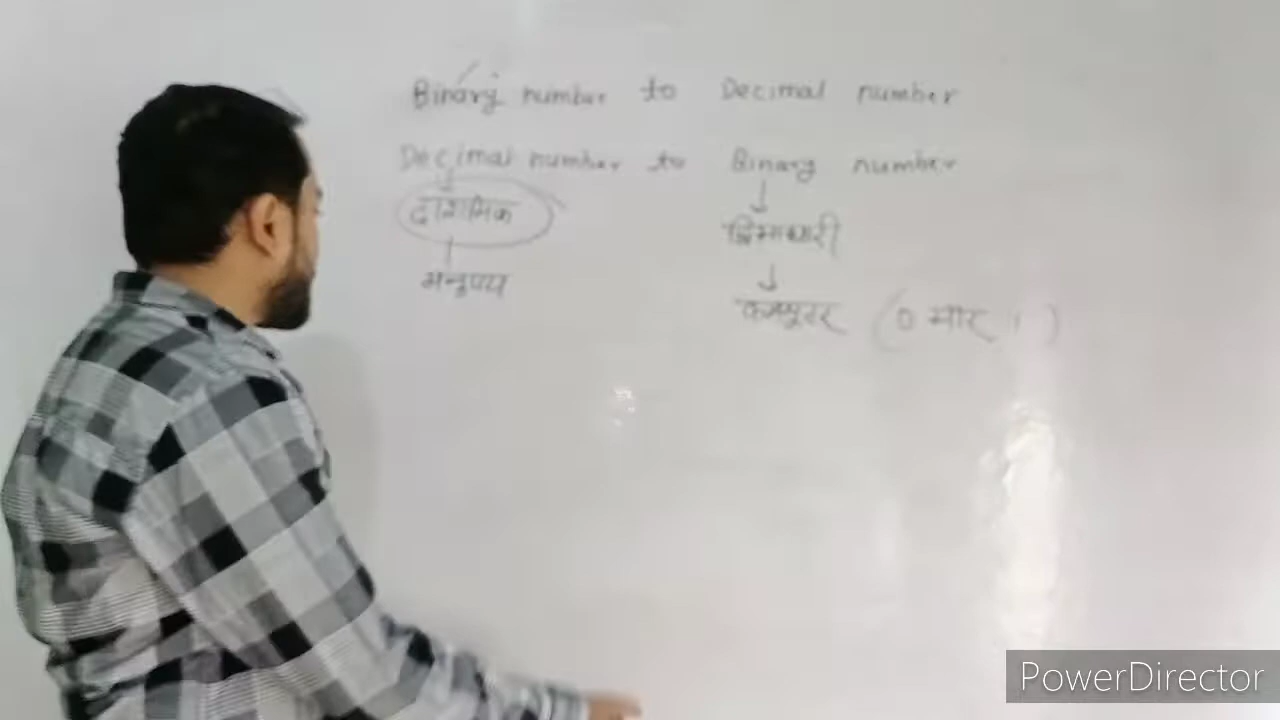 Binary number to Decimal number
Decimal number to Binary number
दाशमिक
द्विआधारी
मनुष्य
कम्प्यूटर (0 और 1)
PowerDirector